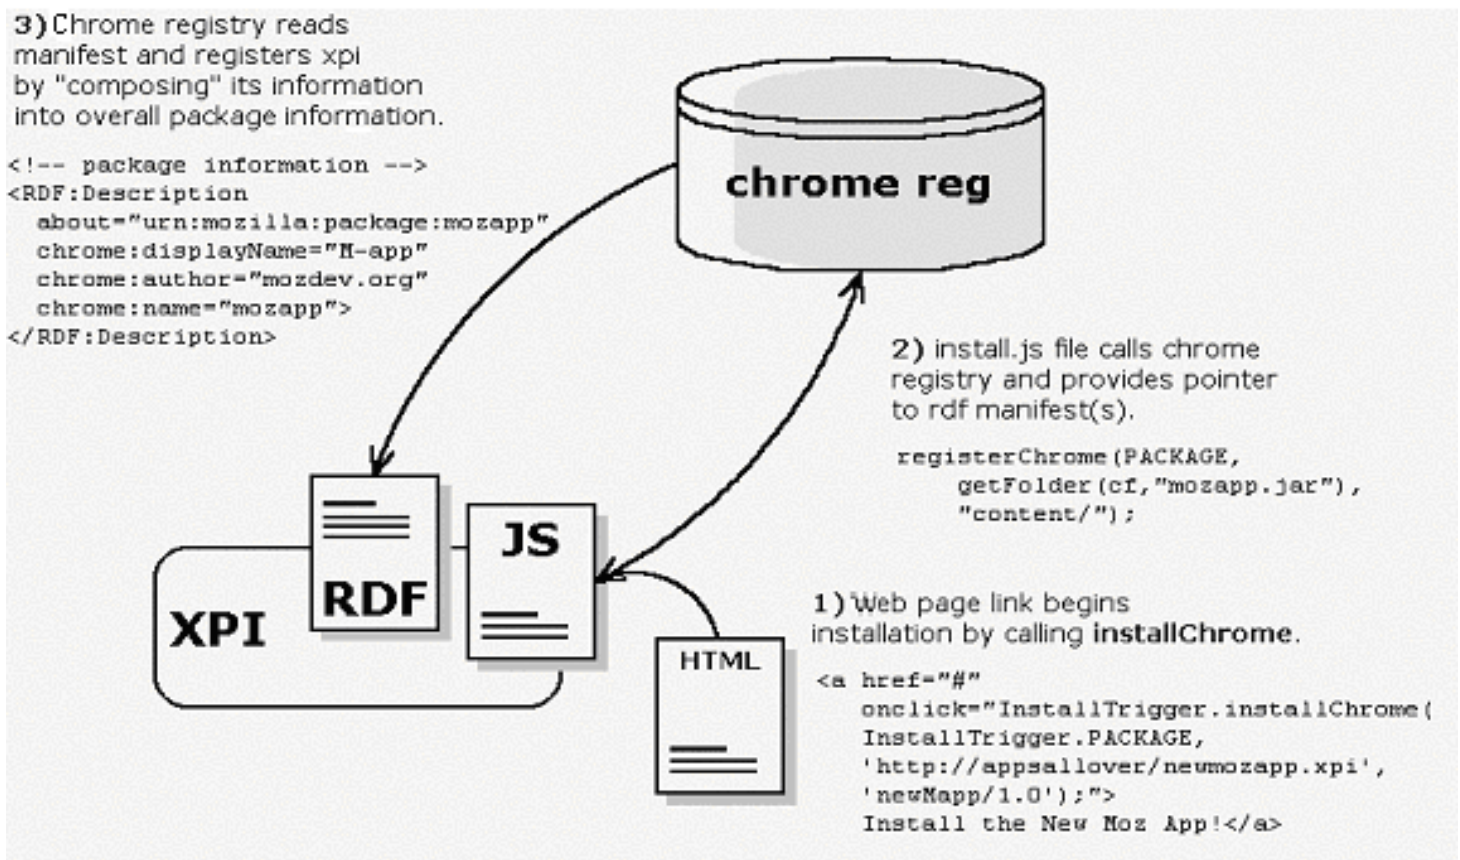 3) Chrome registry reads
manifest and registers xpi
by "composing" its information
into overall package information.
<!-- package information -->
<RDF:Description
about="urn:mozilla:package:mozapp"
chrome:displayName="M-app"
chrome:author="mozdev.org"
chrome:name="mozapp">
</RDF:Description>
chrome reg
2) install.js file calls chrome
registry and provides pointer
to rdf manifest(s).
registerChrome(PACKAGE,
getFolder(cf,"mozapp.jar"),
"content/");
XPI
RDF
JS
HTML
1) Web page link begins
installation by calling installChrome.
<a href="#"
onclick="InstallTrigger.installChrome(
InstallTrigger.PACKAGE,
'http://appsallover/newmozapp.xpi',
'newMapp/1.0');">
Install the New Moz App!</a>